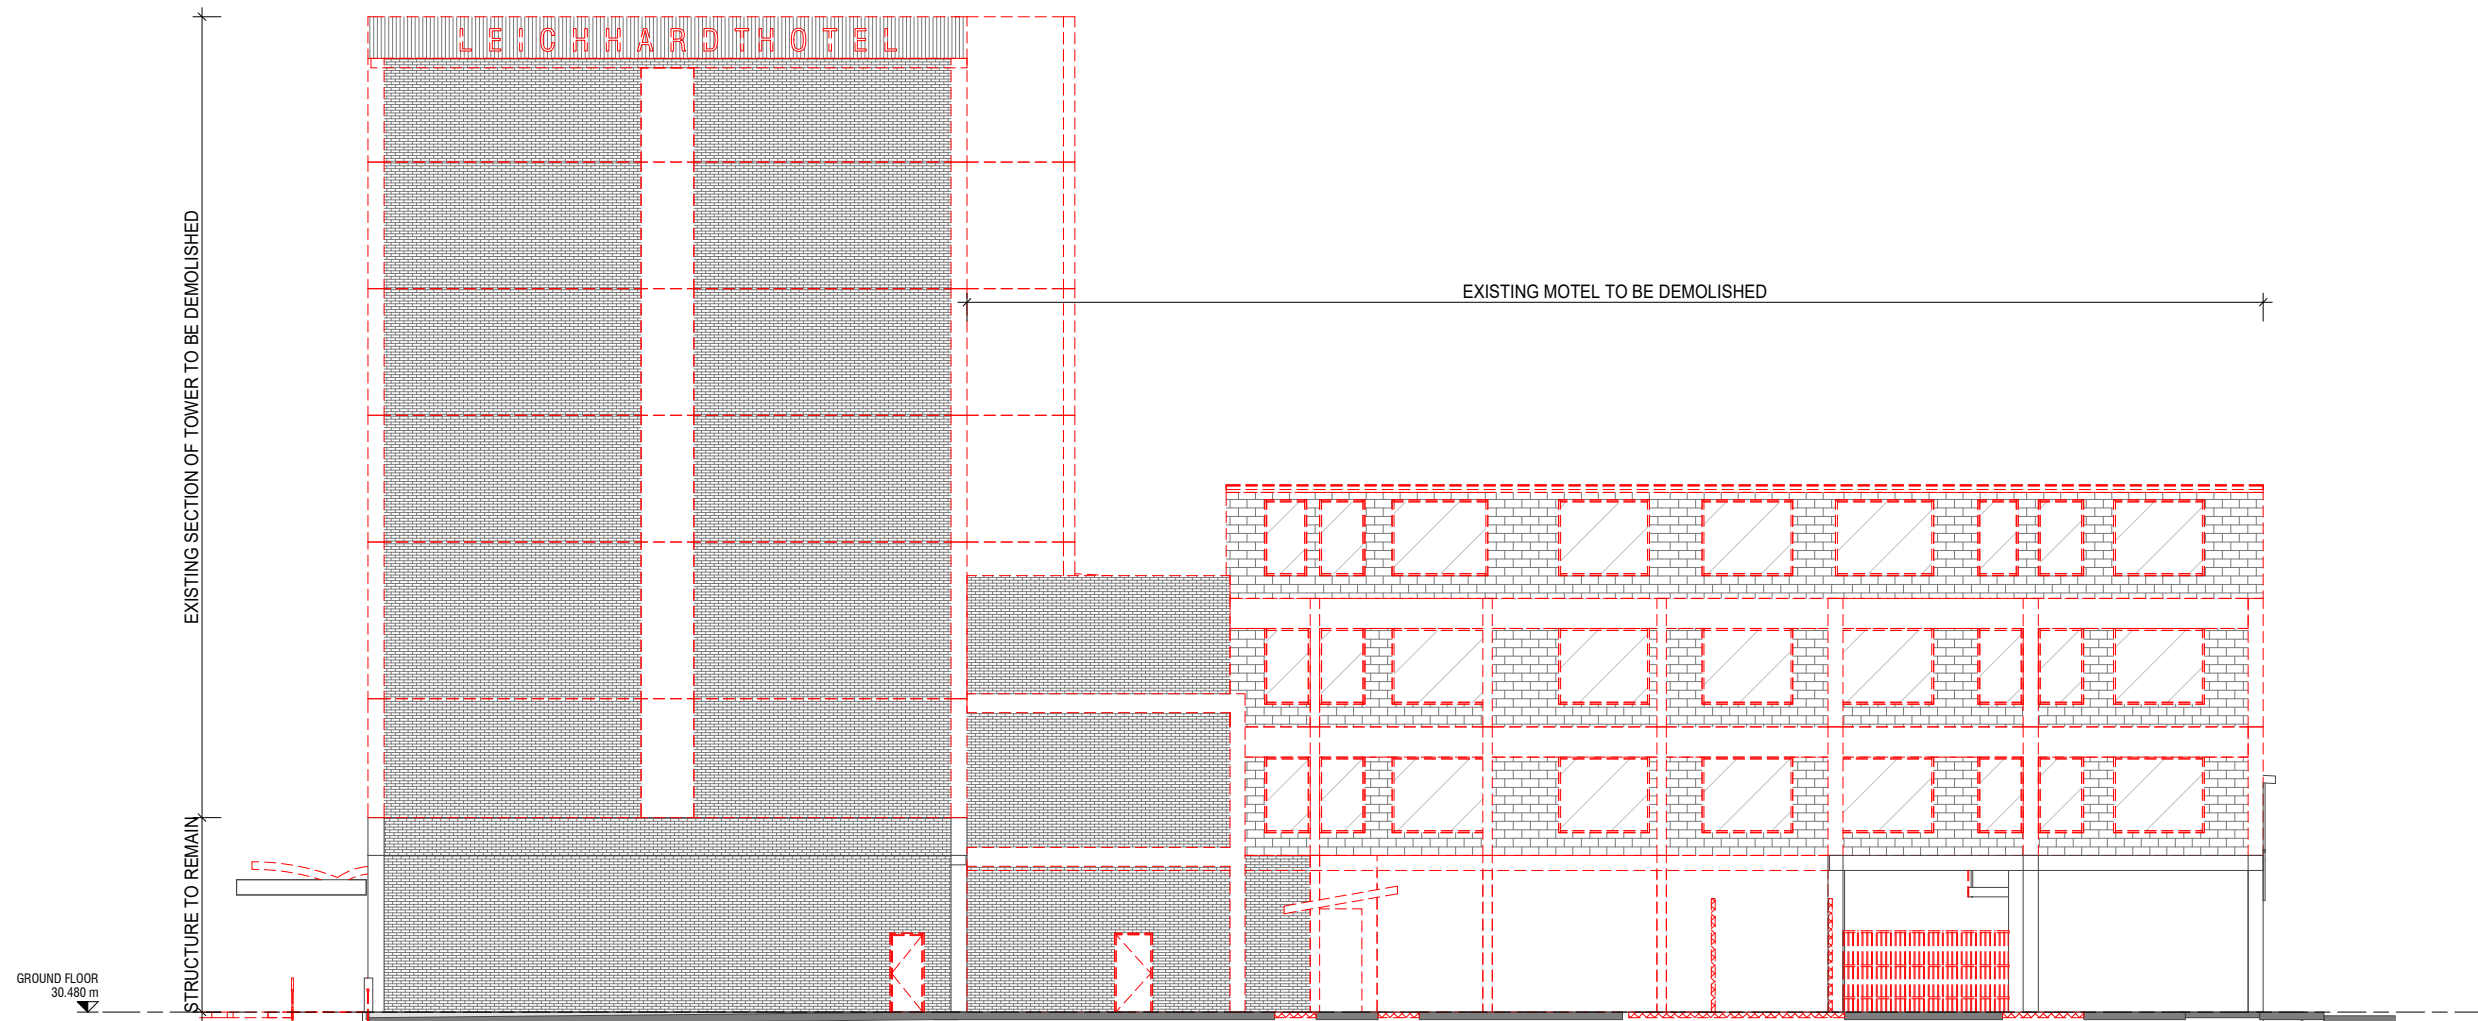 LEICHHARDT HOTEL
EXISTING SECTION OF TOWER TO BE DEMOLISHED
EXISTING MOTEL TO BE DEMOLISHED
STRUCTURE TO REMAIN
GROUND FLOOR
30.480 m